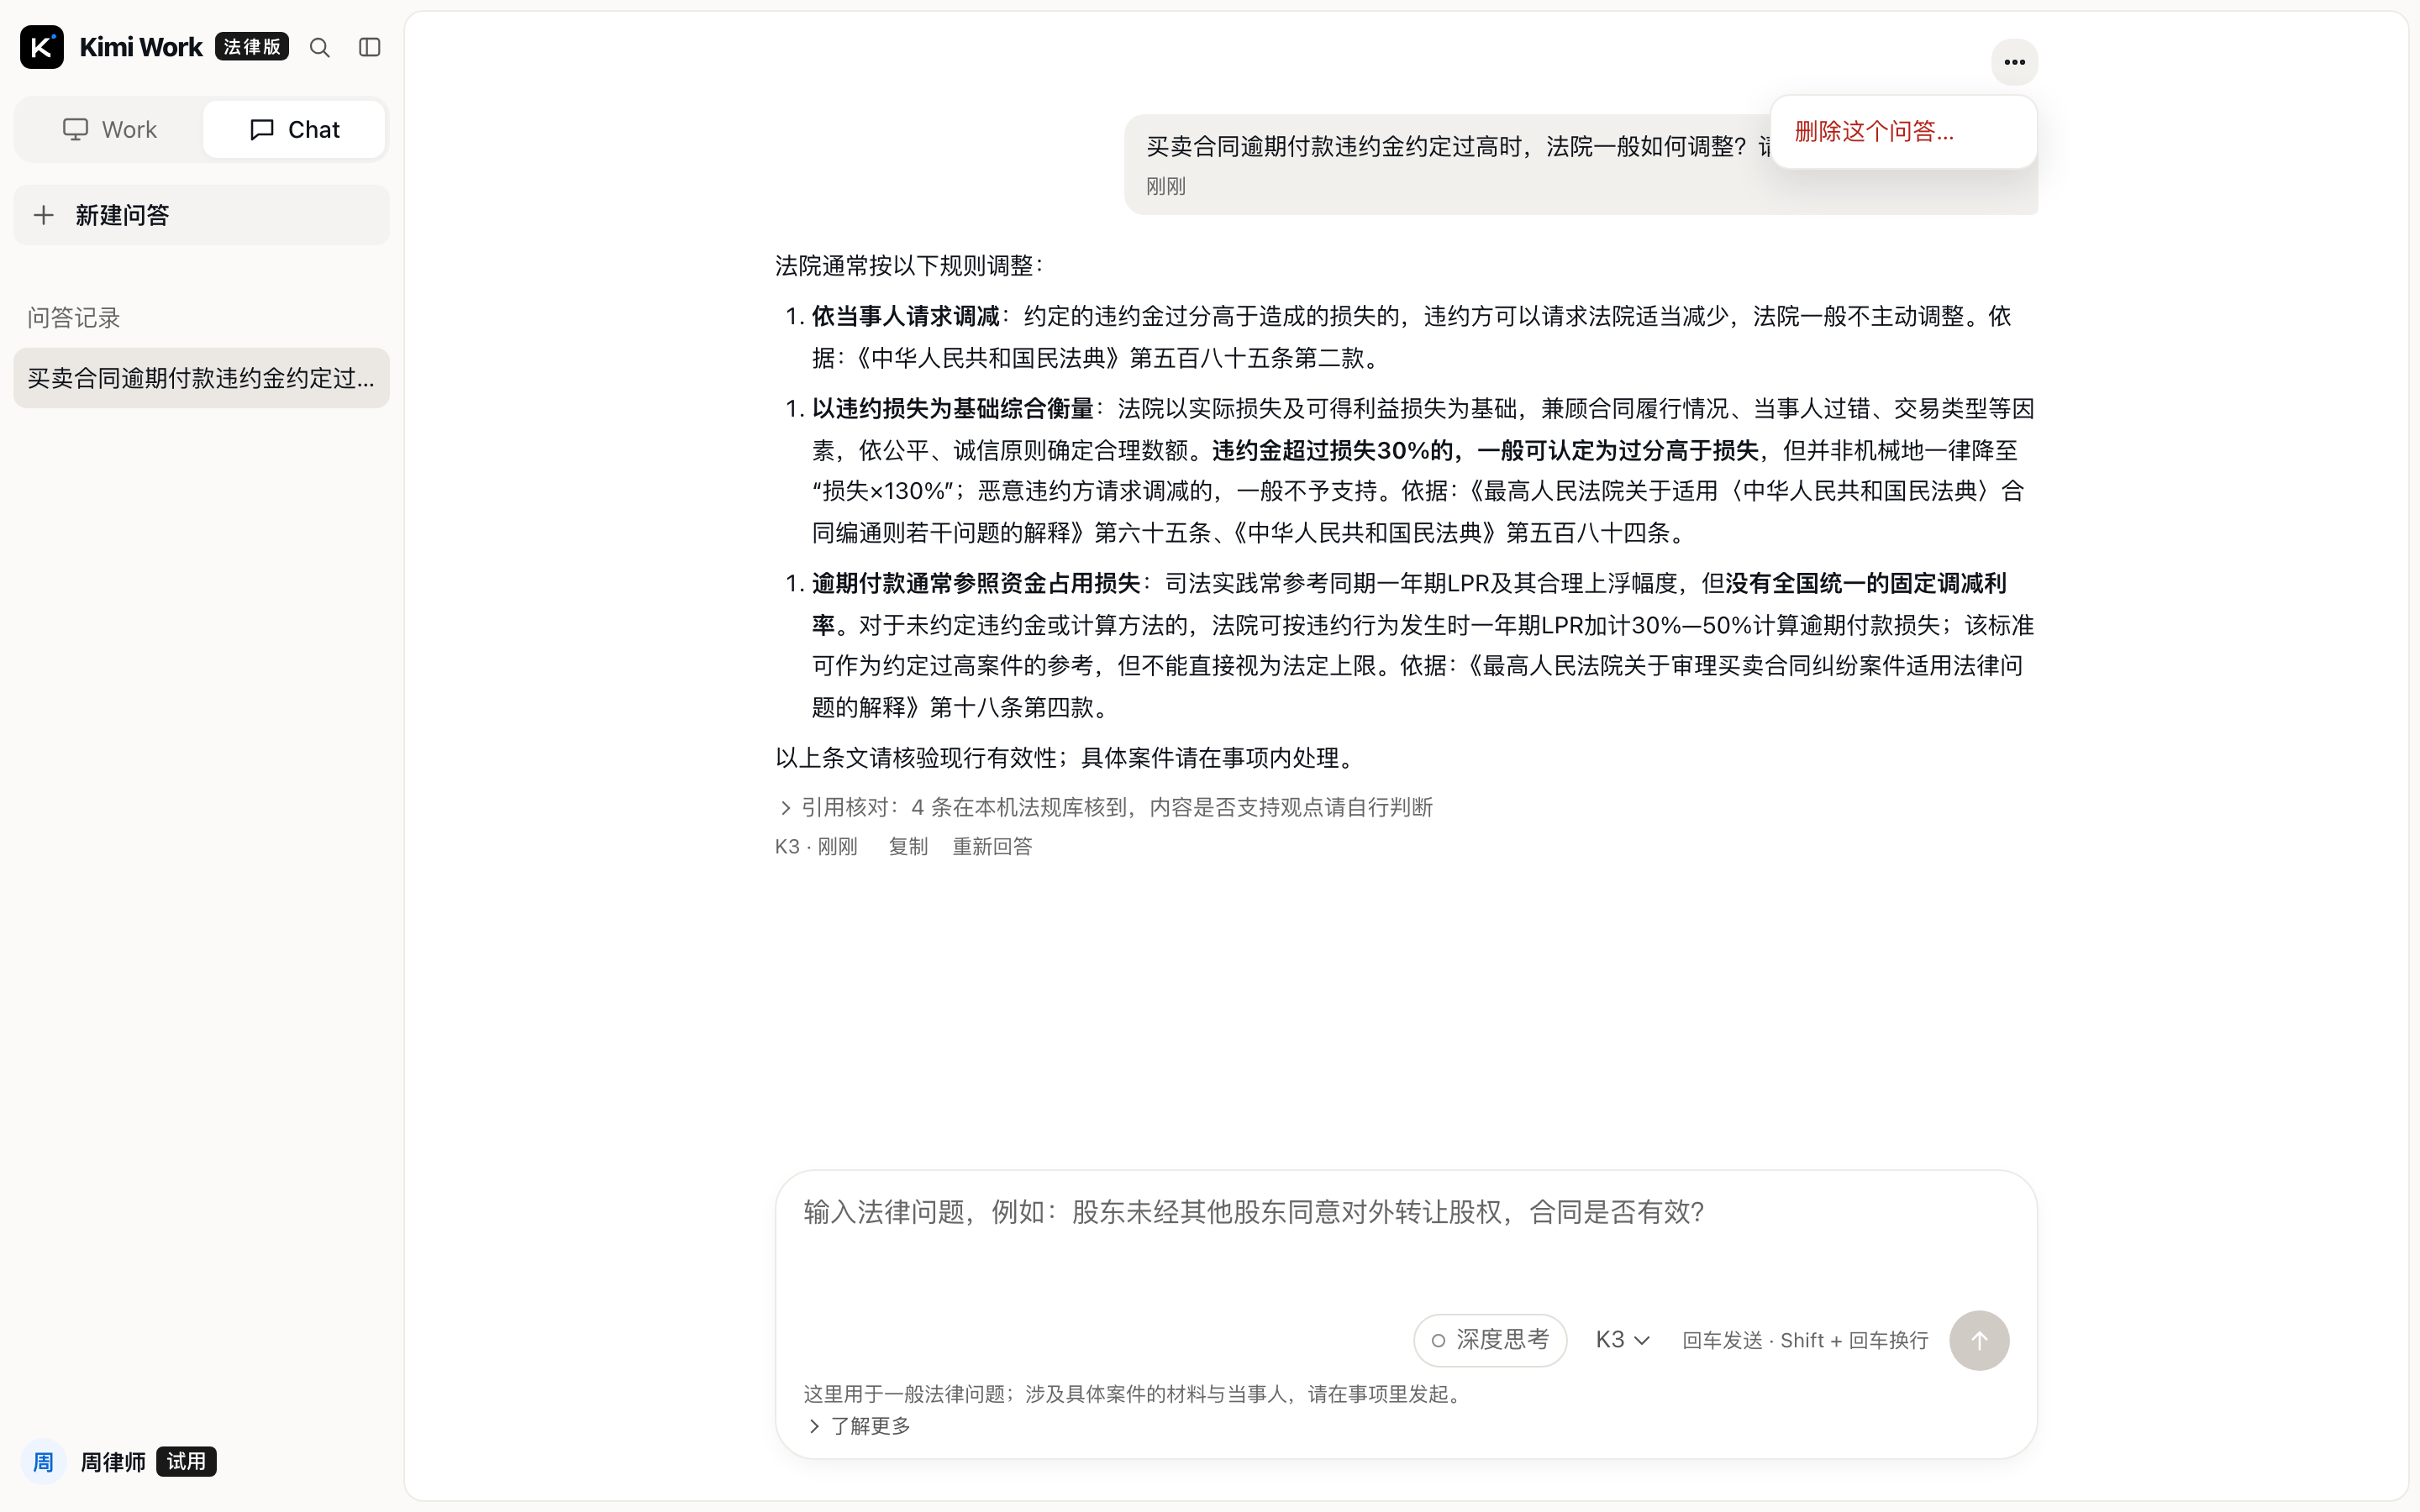 Kimi Work 法律版
Work
Chat
新建问答
问答记录
买卖合同逾期付款违约金约定过...
周 周律师 试用
删除这个问答...
买卖合同逾期付款违约金约定过高时，法院一般如何调整？请
刚刚
法院通常按以下规则调整：
1. 依当事人请求调减：约定的违约金过分高于造成的损失的，违约方可以请求法院适当减少，法院一般不主动调整。依
据：《中华人民共和国民法典》第五百八十五条第二款。
1. 以违约损失为基础综合衡量：法院以实际损失及可得利益损失为基础，兼顾合同履行情况、当事人过错、交易类型等因
素，依公平、诚信原则确定合理数额。违约金超过损失30%的，一般可认定为过分高于损失，但并非机械地一律降至
“损失×130%”；恶意违约方请求调减的，一般不予支持。依据：《最高人民法院关于适用〈中华人民共和国民法典〉合
同编通则若干问题的解释》第六十五条、《中华人民共和国民法典》第五百八十四条。
1. 逾期付款通常参照资金占用损失：司法实践常参考同期一年期LPR及其合理上浮幅度，但没有全国统一的固定调减利
率。对于未约定违约金或计算方法的，法院可按违约行为发生时一年期LPR加计30%—50%计算逾期付款损失；该标准
可作为约定过高案件的参考，但不能直接视为法定上限。依据：《最高人民法院关于审理买卖合同纠纷案件适用法律问
题的解释》第十八条第四款。
以上条文请核验现行有效性；具体案件请在事项内处理。
引用核对：4 条在本机法规库核到，内容是否支持观点请自行判断
K3 · 刚刚 复制 重新回答
输入法律问题，例如：股东未经其他股东同意对外转让股权，合同是否有效？
深度思考 K3 回车发送 · Shift + 回车换行
这里用于一般法律问题；涉及具体案件的材料与当事人，请在事项里发起。
了解更多